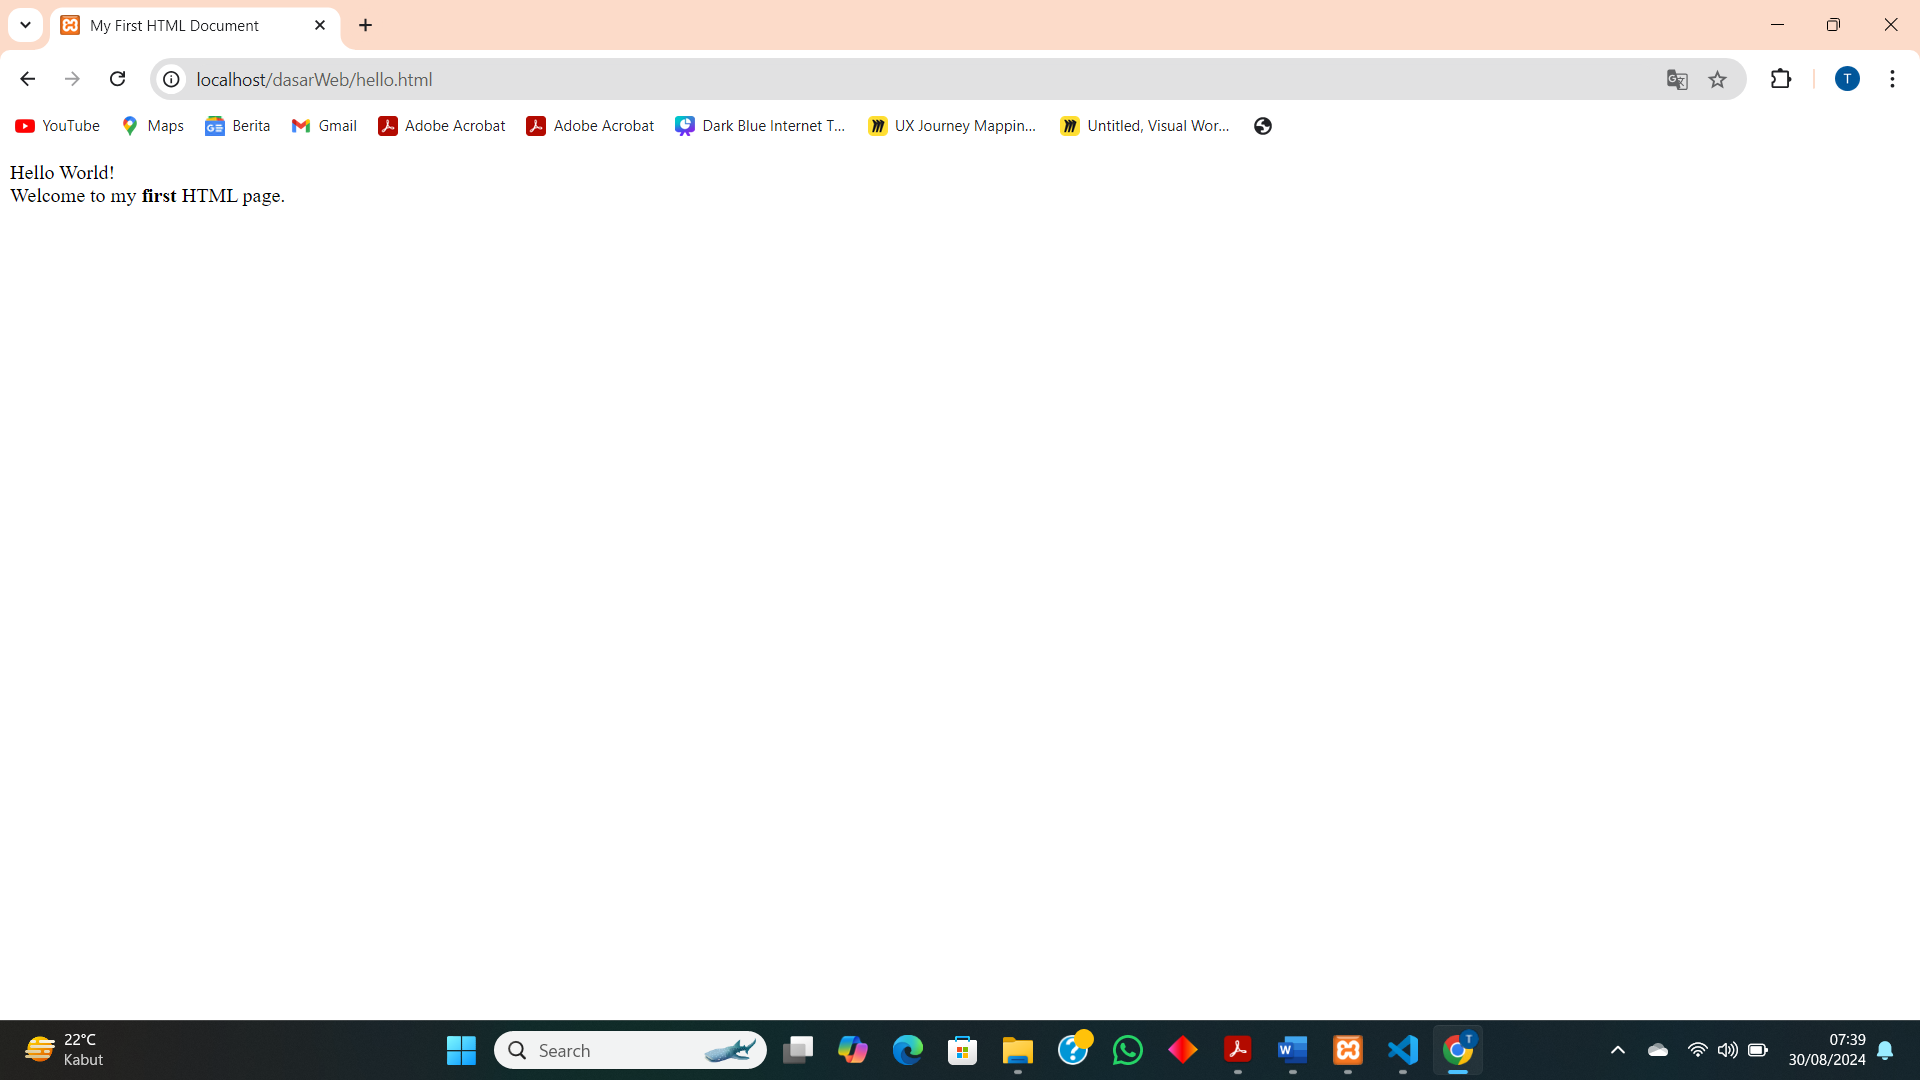 My First HTML Document
localhost/dasarWeb/hello.html
T
YouTube
Maps
Berita
Gmail
Adobe Acrobat
Adobe Acrobat
Dark Blue Internet T...
UX Journey Mappin...
Untitled, Visual Wor...
Hello World!
Welcome to my first HTML page.
22°C
Kabut
Search
07:39
30/08/2024